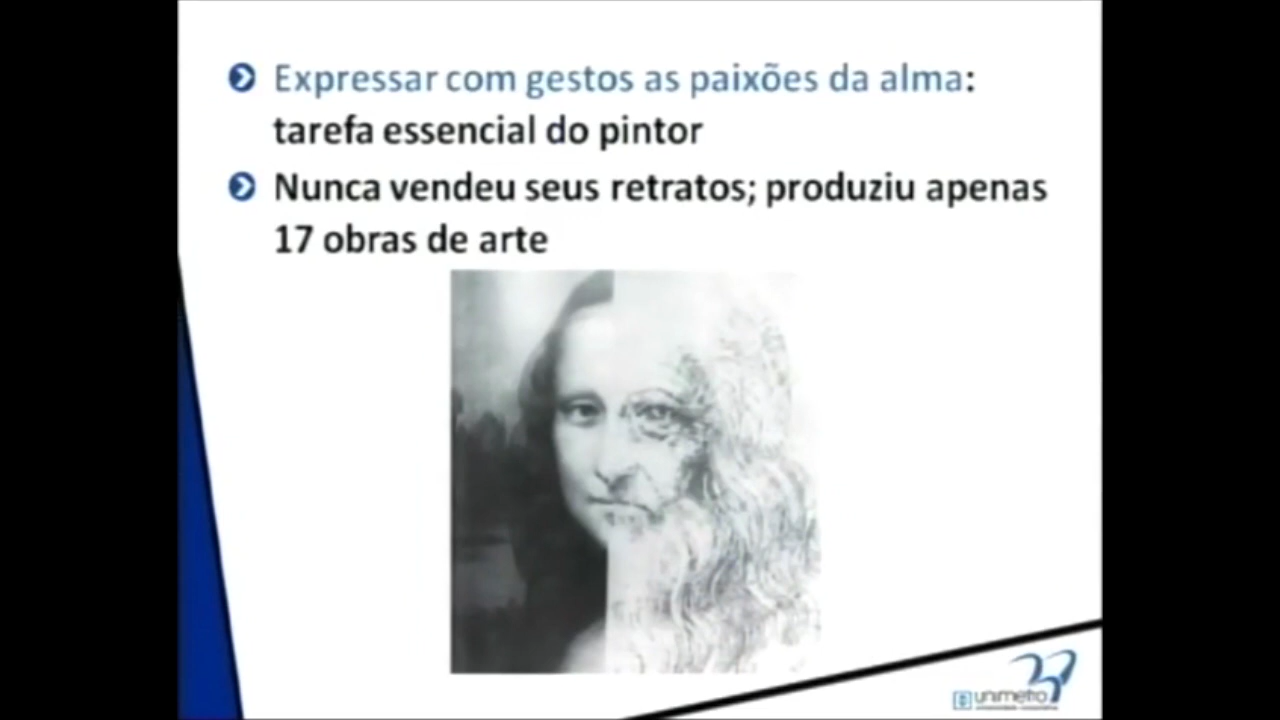 Expressar com gestos as paixões da alma:
tarefa essencial do pintor
Nunca vendeu seus retratos; produziu apenas
17 obras de arte
unimetro